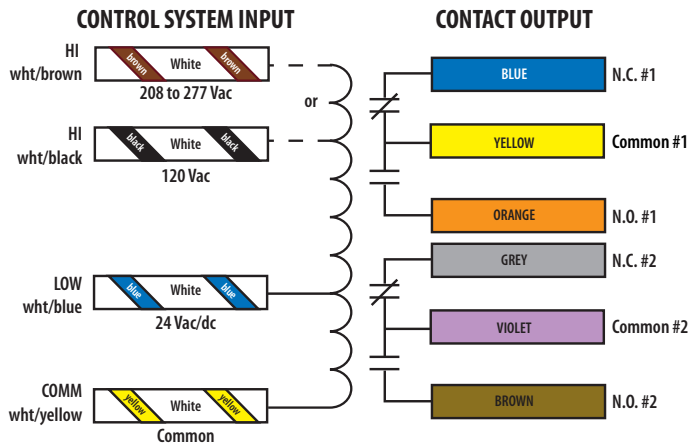 CONTROL SYSTEM INPUT
CONTACT OUTPUT
HI
wht/brown
brown
White
brown
208 to 277 Vac
or
HI
wht/black
black
White
black
120 Vac
LOW
wht/blue
blue
White
blue
24 Vac/dc
COMM
wht/yellow
yellow
White
yellow
Common
BLUE
N.C. #1
YELLOW
Common #1
ORANGE
N.O. #1
GREY
N.C. #2
VIOLET
Common #2
BROWN
N.O. #2